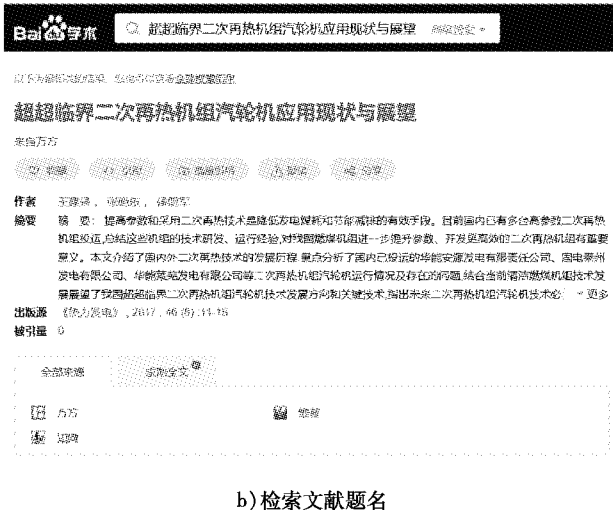 Bai 学术 超超临界二次再热机组汽轮机应用现状与展望 高级搜索
超超临界二次再热机组汽轮机应用现状与展望
来自万方
作者
摘要 摘 要: 提高参数和采用二次再热技术是降低发电煤耗和节能减排的有效手段。目前国内已有多台高参数二次再热
机组投运,总结这些机组的技术研发、运行经验,对我国燃煤机组进一步提升参数、开发更高效的二次再热机组有重要
意义。本文介绍了国内外二次再热技术的发展历程,重点分析了国内已投运的华能安源发电有限责任公司、国电泰州
发电有限公司、华能莱芜发电有限公司等二次再热机组汽轮机运行情况及存在的问题,结合当前清洁燃煤机组技术发
展展望了我国超超临界二次再热机组汽轮机技术发展方向和关键技术,指出未来二次再热机组汽轮机技术必 更多
出版源 《热力发电》, 2017
被引量 0
全部来源 求助全文
万方 维普
知网
b)检索文献题名